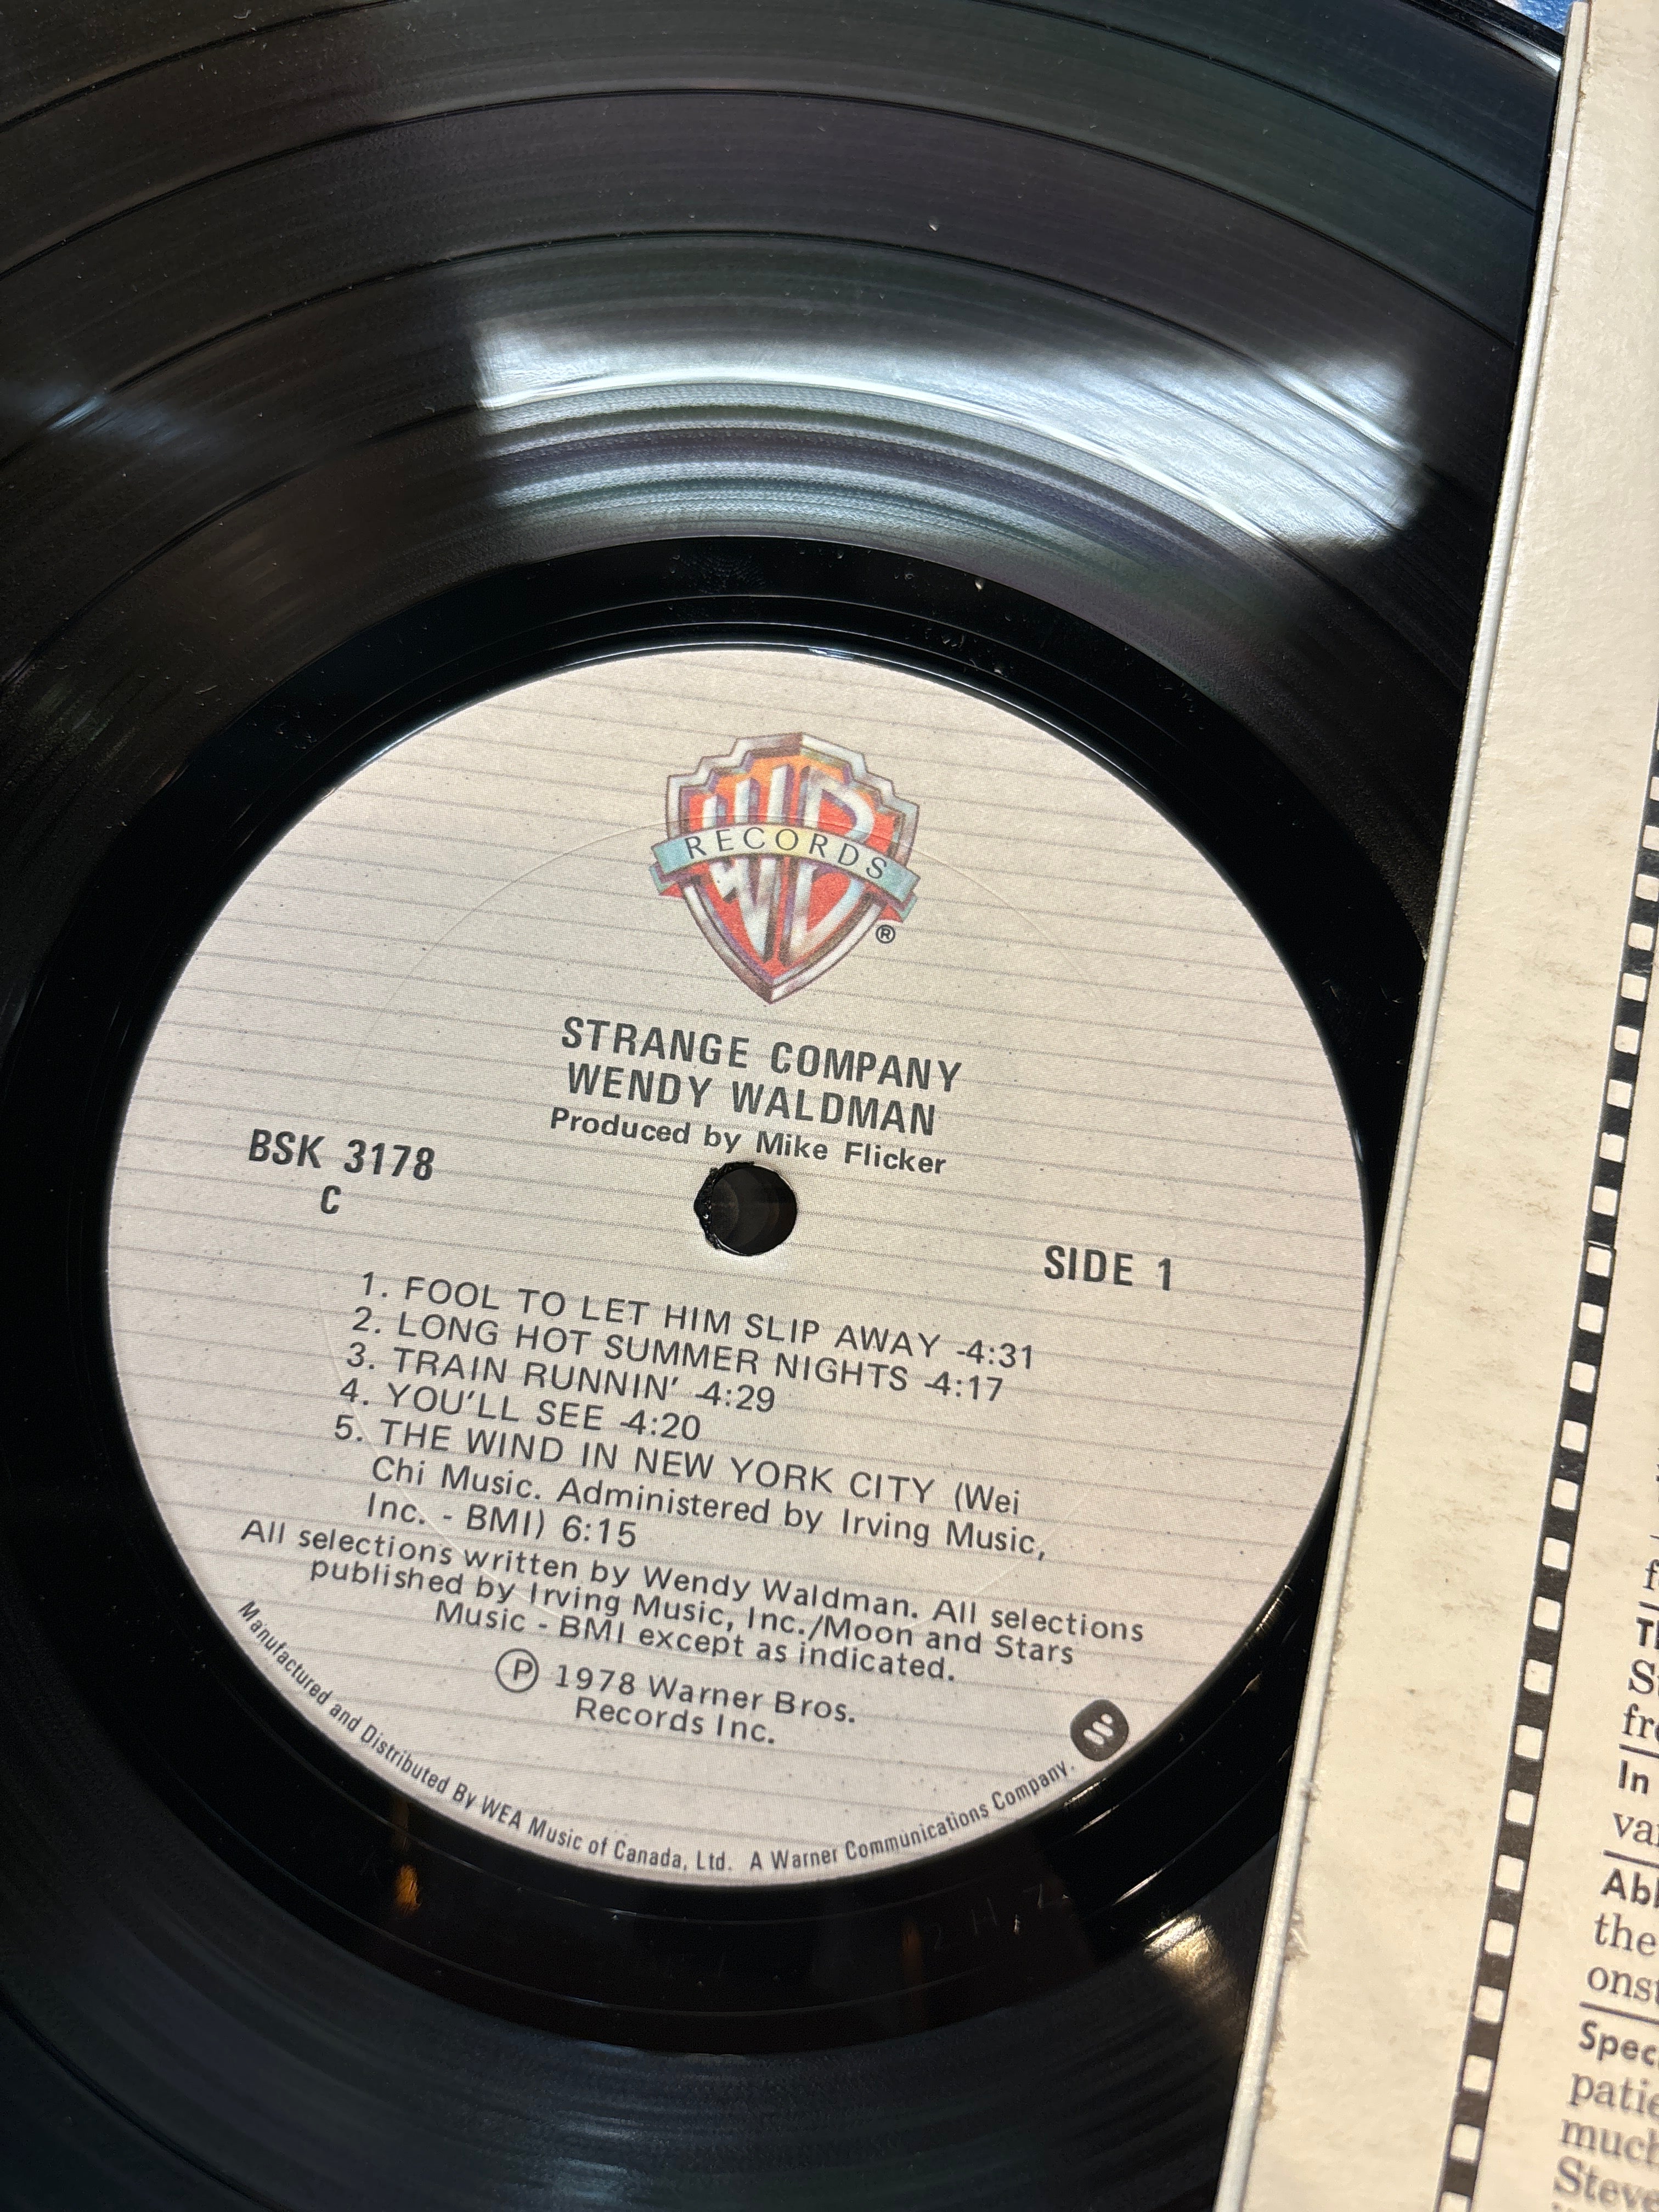 WB
RECORDS
®
STRANGE COMPANY
WENDY WALDMAN
Produced by Mike Flicker
BSK 3178
C
SIDE 1
1. FOOL TO LET HIM SLIP AWAY -4:31
2. LONG HOT SUMMER NIGHTS -4:17
3. TRAIN RUNNIN' -4:29
4. YOU'LL SEE -4:20
5. THE WIND IN NEW YORK CITY (Wei
Chi Music. Administered by Irving Music,
Inc. - BMI) 6:15
All selections written by Wendy Waldman. All selections
published by Irving Music, Inc./Moon and Stars
Music - BMI except as indicated.
Ⓟ 1978 Warner Bros.
Records Inc.
Manufactured and Distributed By WEA Music of Canada, Ltd. A Warner Communications Company.
In
the
much
Steve